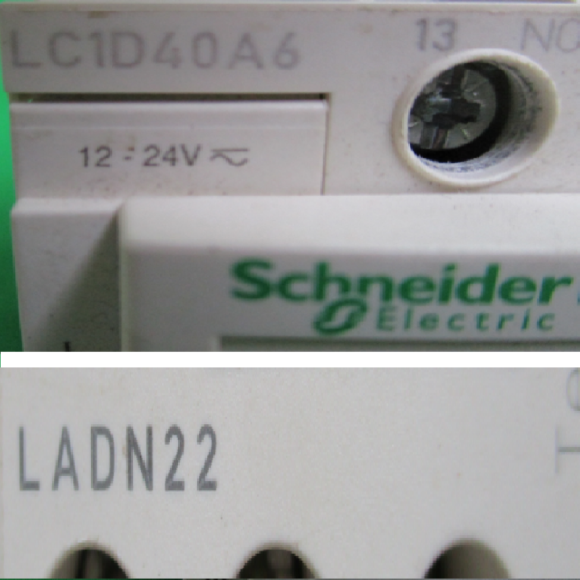 LC1D40A6
13 NO
12 - 24V ⎓
Schneider
Electric
LADN22